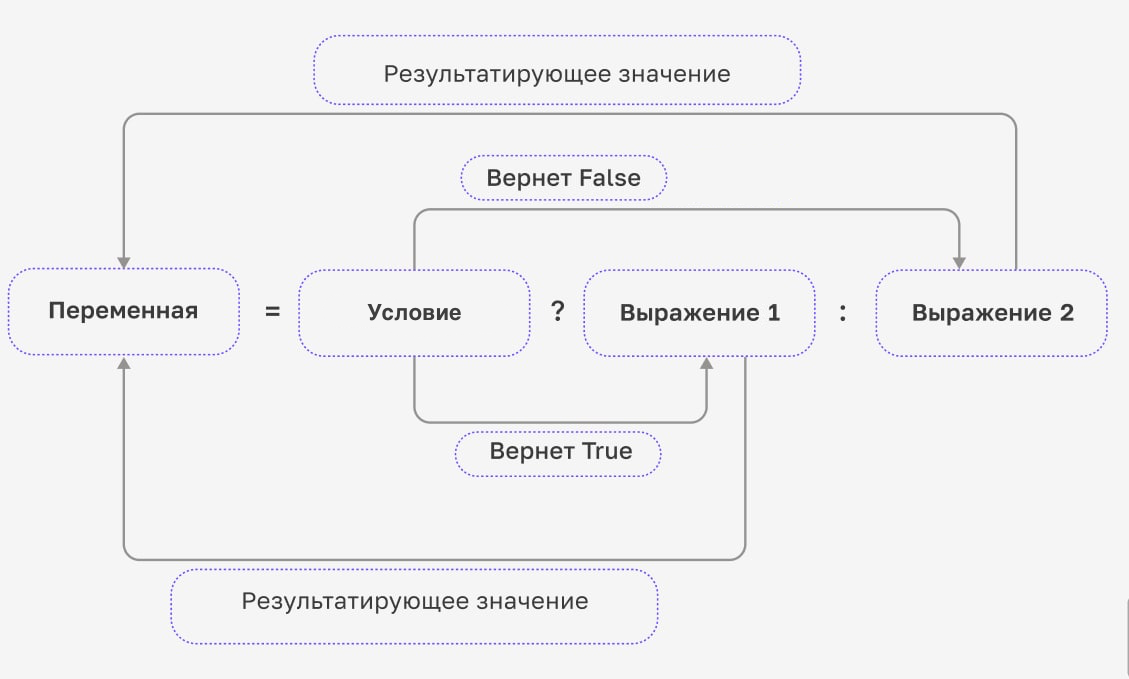 Результатирующее значение
Вернет False
Переменная = Условие ? Выражение 1 : Выражение 2
Вернет True
Результатирующее значение